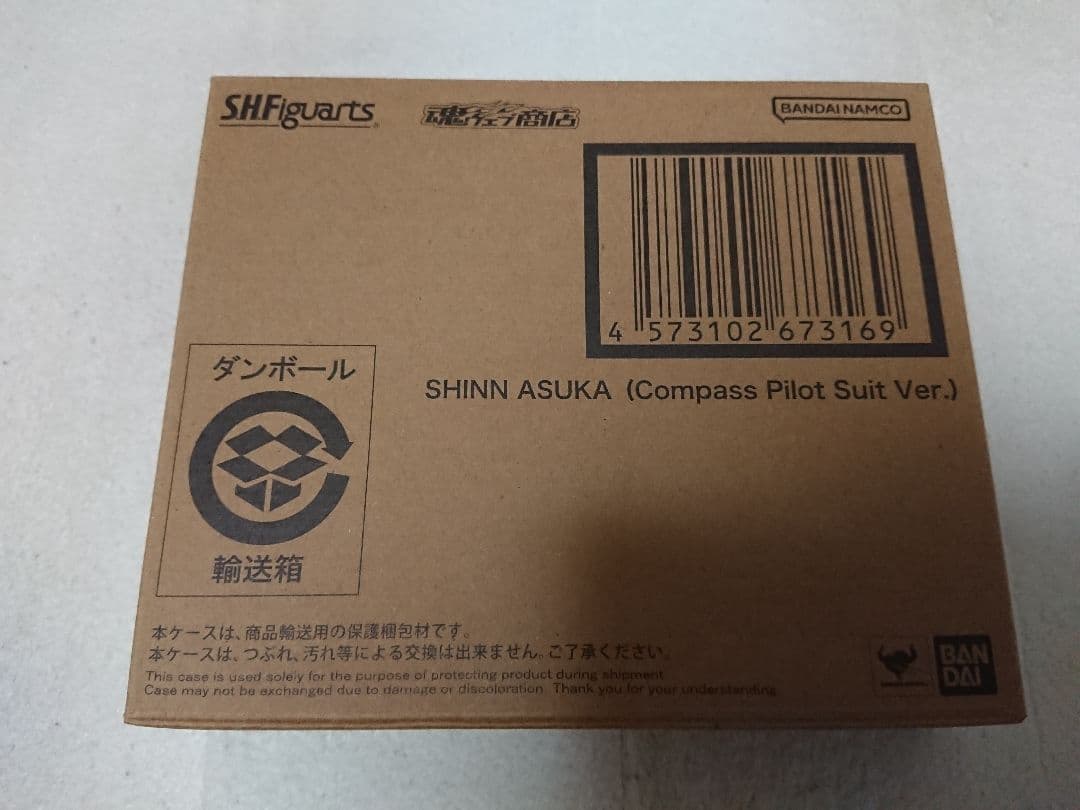 S.H.Figuarts
魂ウェブ商店
BANDAI NAMCO
4 573102 673169
SHINN ASUKA (Compass Pilot Suit Ver.)
ダンボール
輸送箱
本ケースは、商品輸送用の保護梱包材です。
本ケースは、つぶれ、汚れ等による交換は出来ません。ご了承ください。
This case is used solely for the purpose of protecting product during shipment.
Case may not be exchanged due to damage or discoloration. Thank you for your understanding.
BAN
DAI